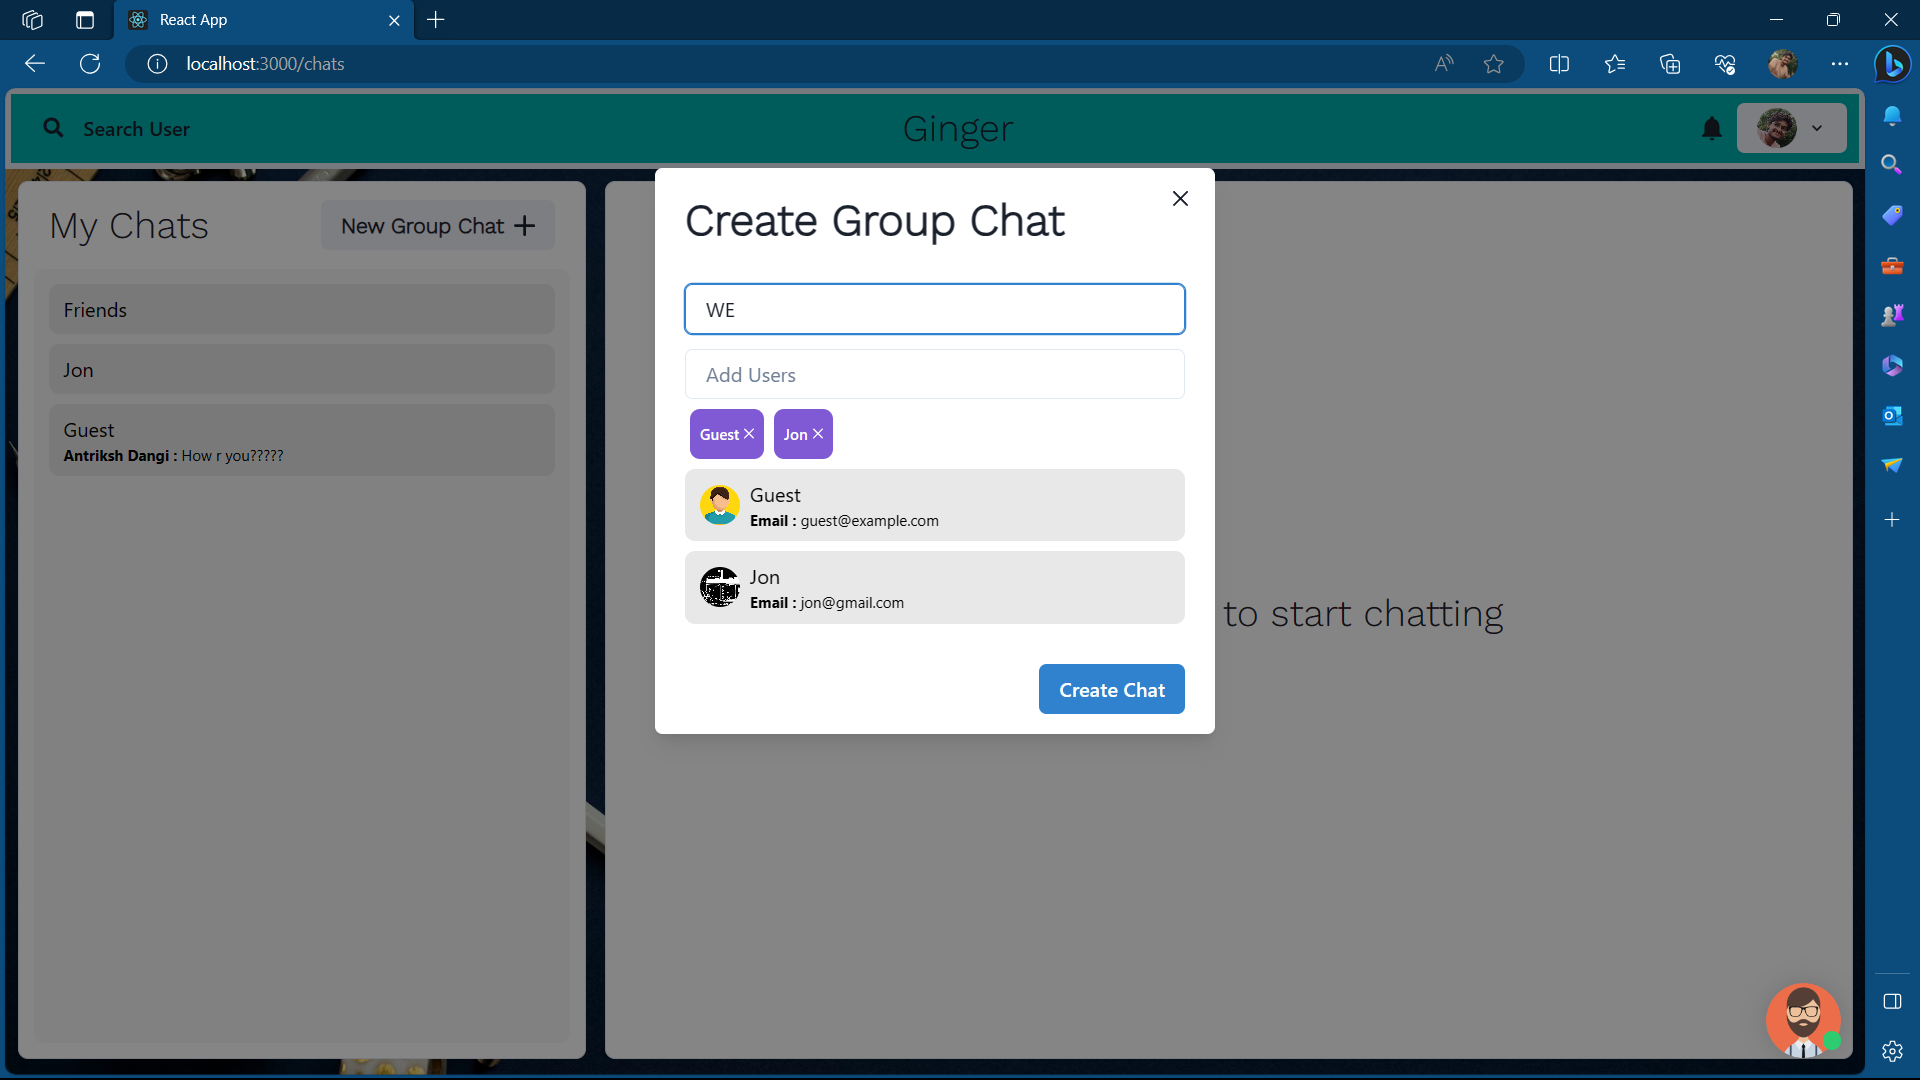 React App
localhost:3000/chats
Search User
Ginger
My Chats
New Group Chat
Friends
Jon
Guest
Antriksh Dangi : How r you?????
Create Group Chat
WE
Add Users
Guest
Jon
Guest
Email : guest@example.com
Jon
Email : jon@gmail.com
Create Chat
to start chatting